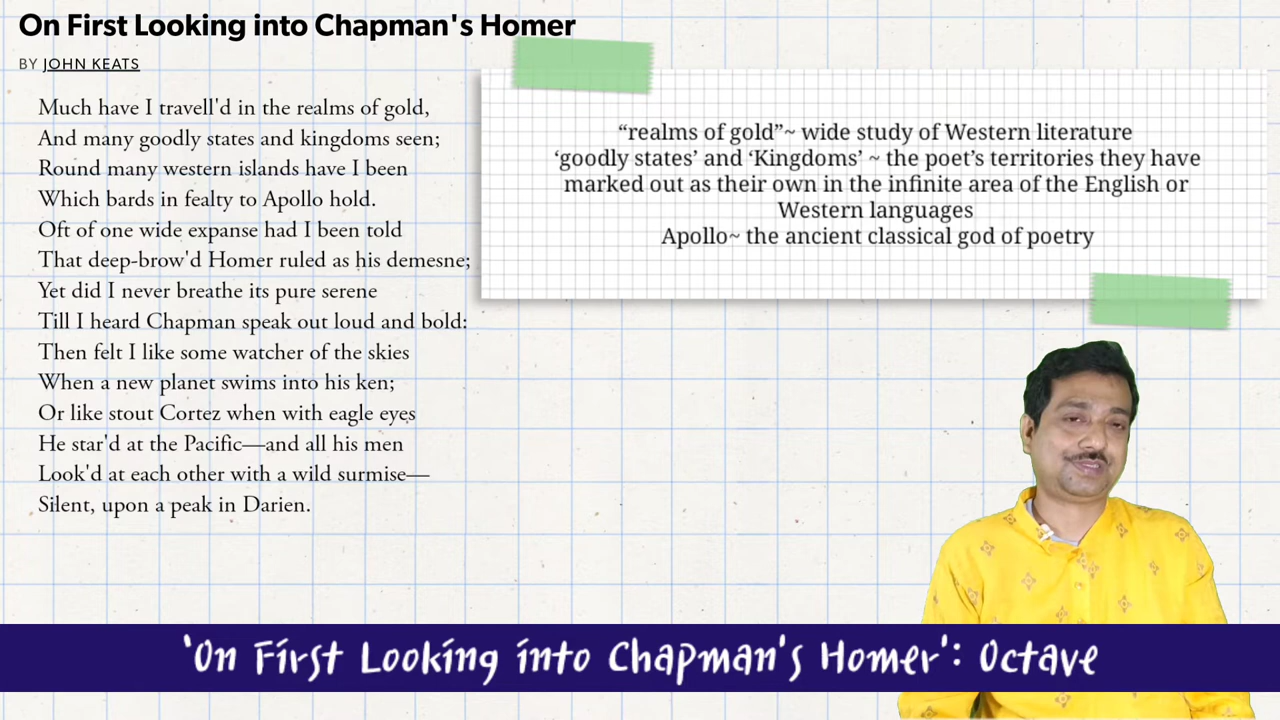 On First Looking into Chapman's Homer
BY JOHN KEATS
Much have I travell'd in the realms of gold,
And many goodly states and kingdoms seen;
Round many western islands have I been
Which bards in fealty to Apollo hold.
Oft of one wide expanse had I been told
That deep-brow'd Homer ruled as his demesne;
Yet did I never breathe its pure serene
Till I heard Chapman speak out loud and bold:
Then felt I like some watcher of the skies
When a new planet swims into his ken;
Or like stout Cortez when with eagle eyes
He star'd at the Pacific—and all his men
Look'd at each other with a wild surmise—
Silent, upon a peak in Darien.
“realms of gold”~ wide study of Western literature
‘goodly states’ and ‘Kingdoms’ ~ the poet’s territories they have
marked out as their own in the infinite area of the English or
Western languages
Apollo~ the ancient classical god of poetry
'On First Looking into Chapman's Homer': Octave